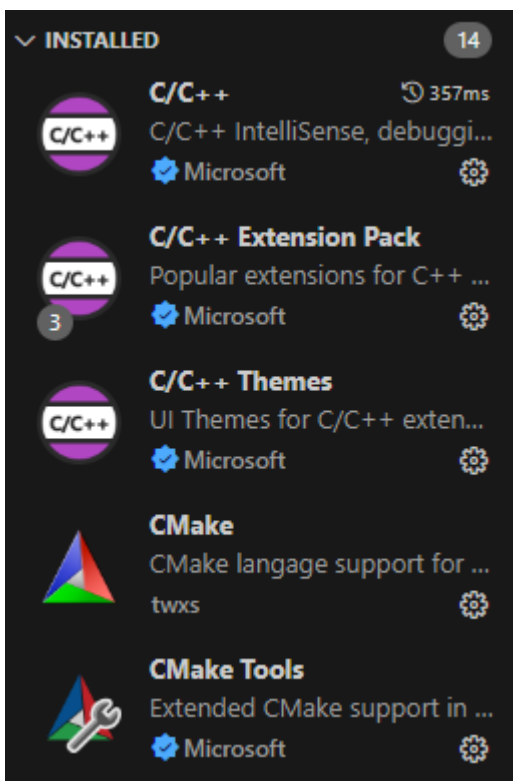 INSTALLED 14
C/C++ 357ms
C/C++
C/C++ IntelliSense, debuggi...
Microsoft
C/C++ Extension Pack
C/C++
Popular extensions for C++ ...
3
Microsoft
C/C++ Themes
C/C++
UI Themes for C/C++ exten...
Microsoft
CMake
CMake langage support for ...
twxs
CMake Tools
Extended CMake support in ...
Microsoft